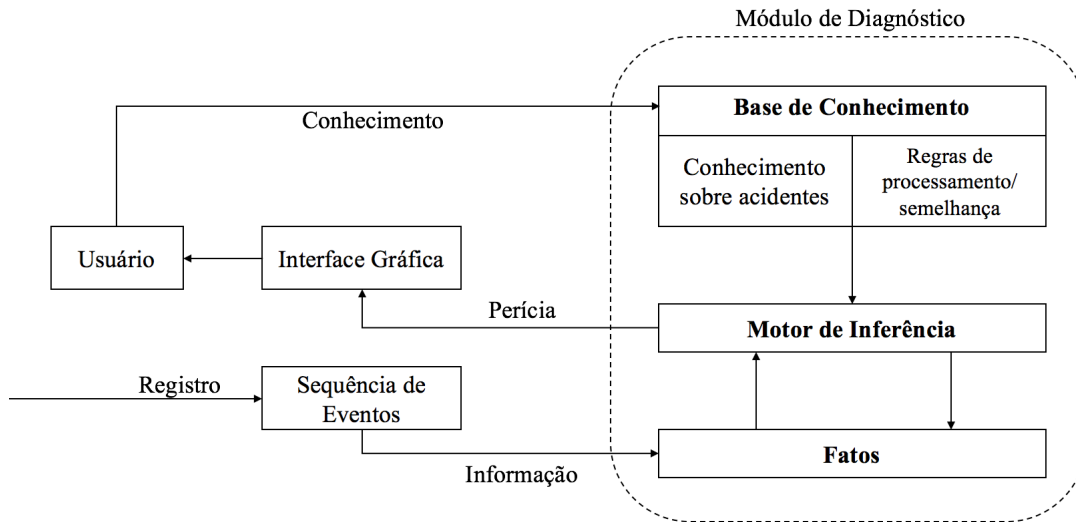 Módulo de Diagnóstico
Base de Conhecimento
Conhecimento
Conhecimento
sobre acidentes
Regras de
processamento/
semelhança
Usuário
Interface Gráfica
Perícia
Motor de Inferência
Registro
Sequência de
Eventos
Informação
Fatos